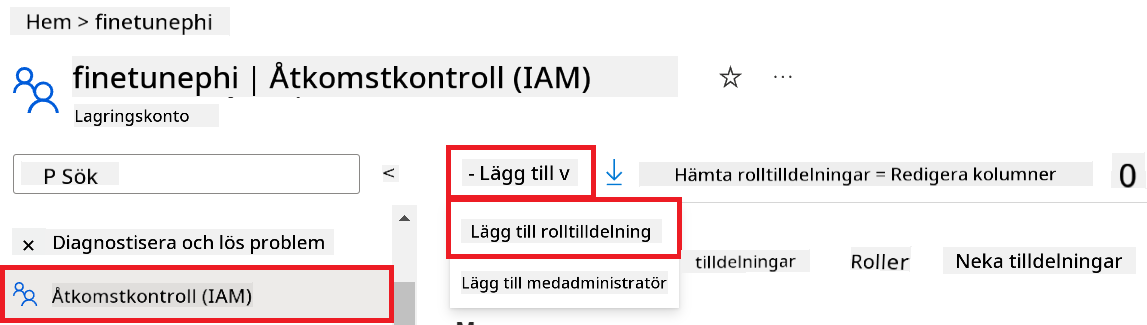 Hem > finetunephi
finetunephi | Åtkomstkontroll (IAM)
Lagringskonto
P Sök
<
- Lägg till v
Hämta rolltilldelningar = Redigera kolumner
0
Lägg till rolltilldelning
× Diagnostisera och lös problem
tilldelningar
Roller
Neka tilldelningar
Lägg till medadministratör
Åtkomstkontroll (IAM)